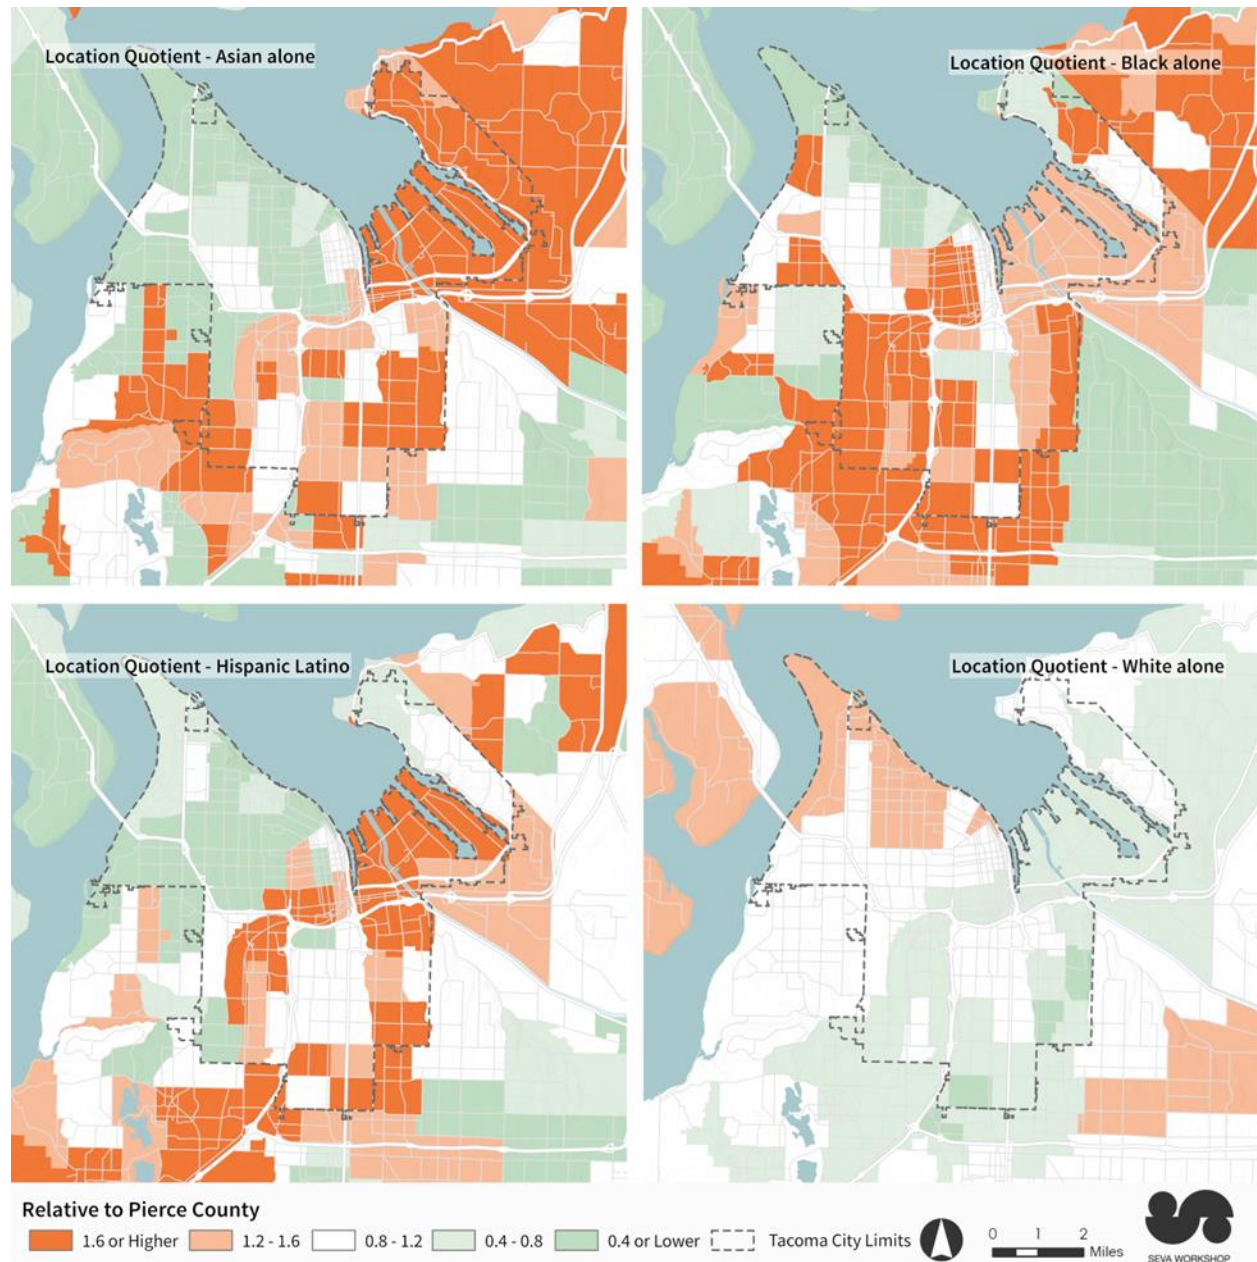 Location Quotient - Asian alone
Location Quotient - Black alone
Location Quotient - Hispanic Latino
Location Quotient - White alone
Relative to Pierce County
1.6 or Higher
1.2 - 1.6
0.8 - 1.2
0.4 - 0.8
0.4 or Lower
Tacoma City Limits
0 1 2
Miles
SEVA WORKSHOP